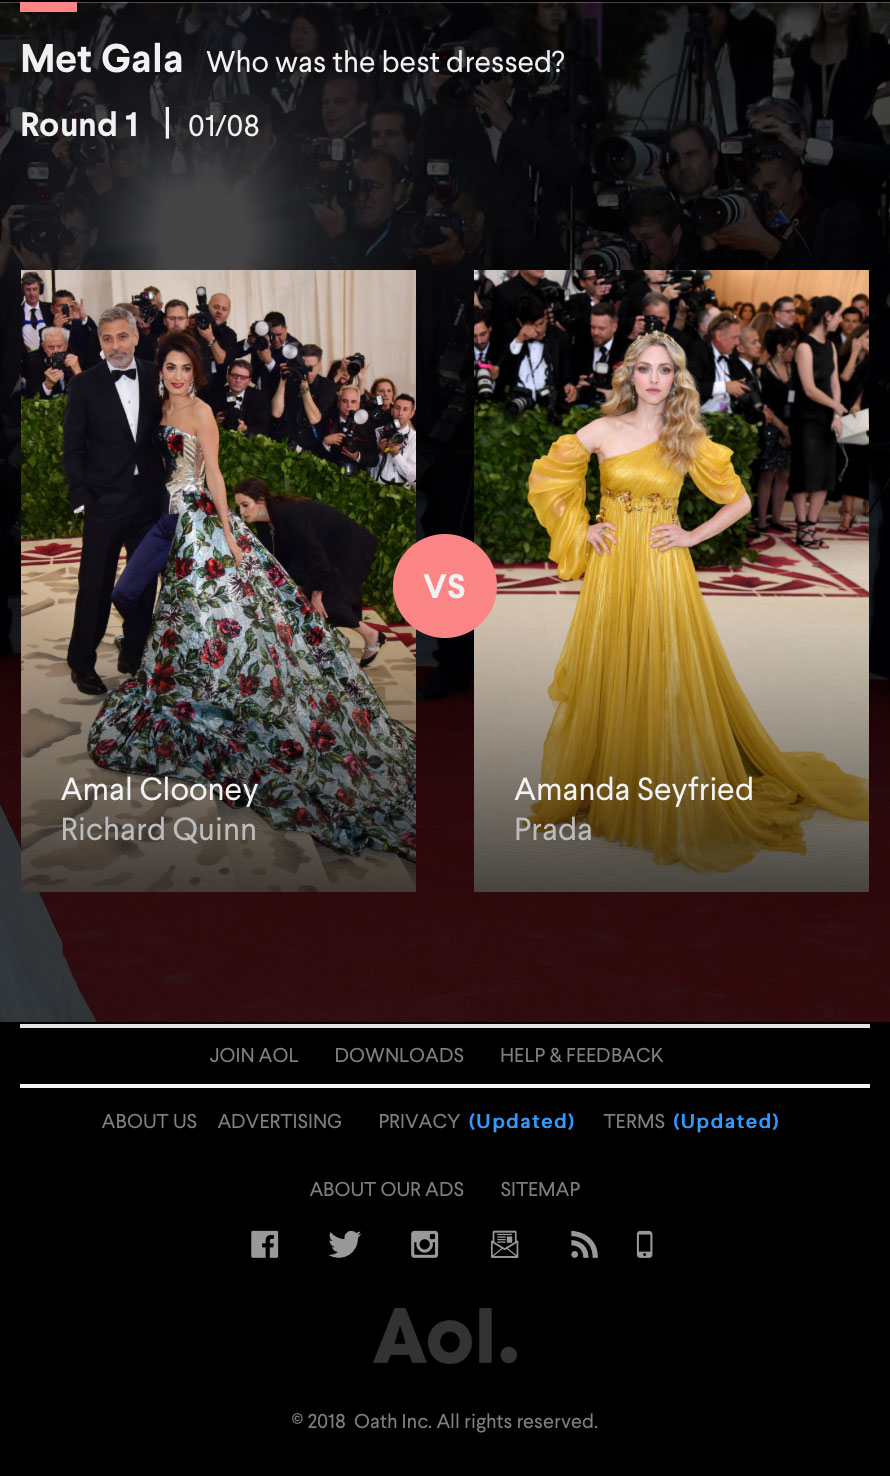 Met Gala Who was the best dressed?
Round 1 | 01/08
VS
Amal Clooney
Richard Quinn
Amanda Seyfried
Prada
JOIN AOL DOWNLOADS HELP & FEEDBACK
ABOUT US ADVERTISING PRIVACY (Updated) TERMS (Updated)
ABOUT OUR ADS SITEMAP
Aol.
© 2018 Oath Inc. All rights reserved.